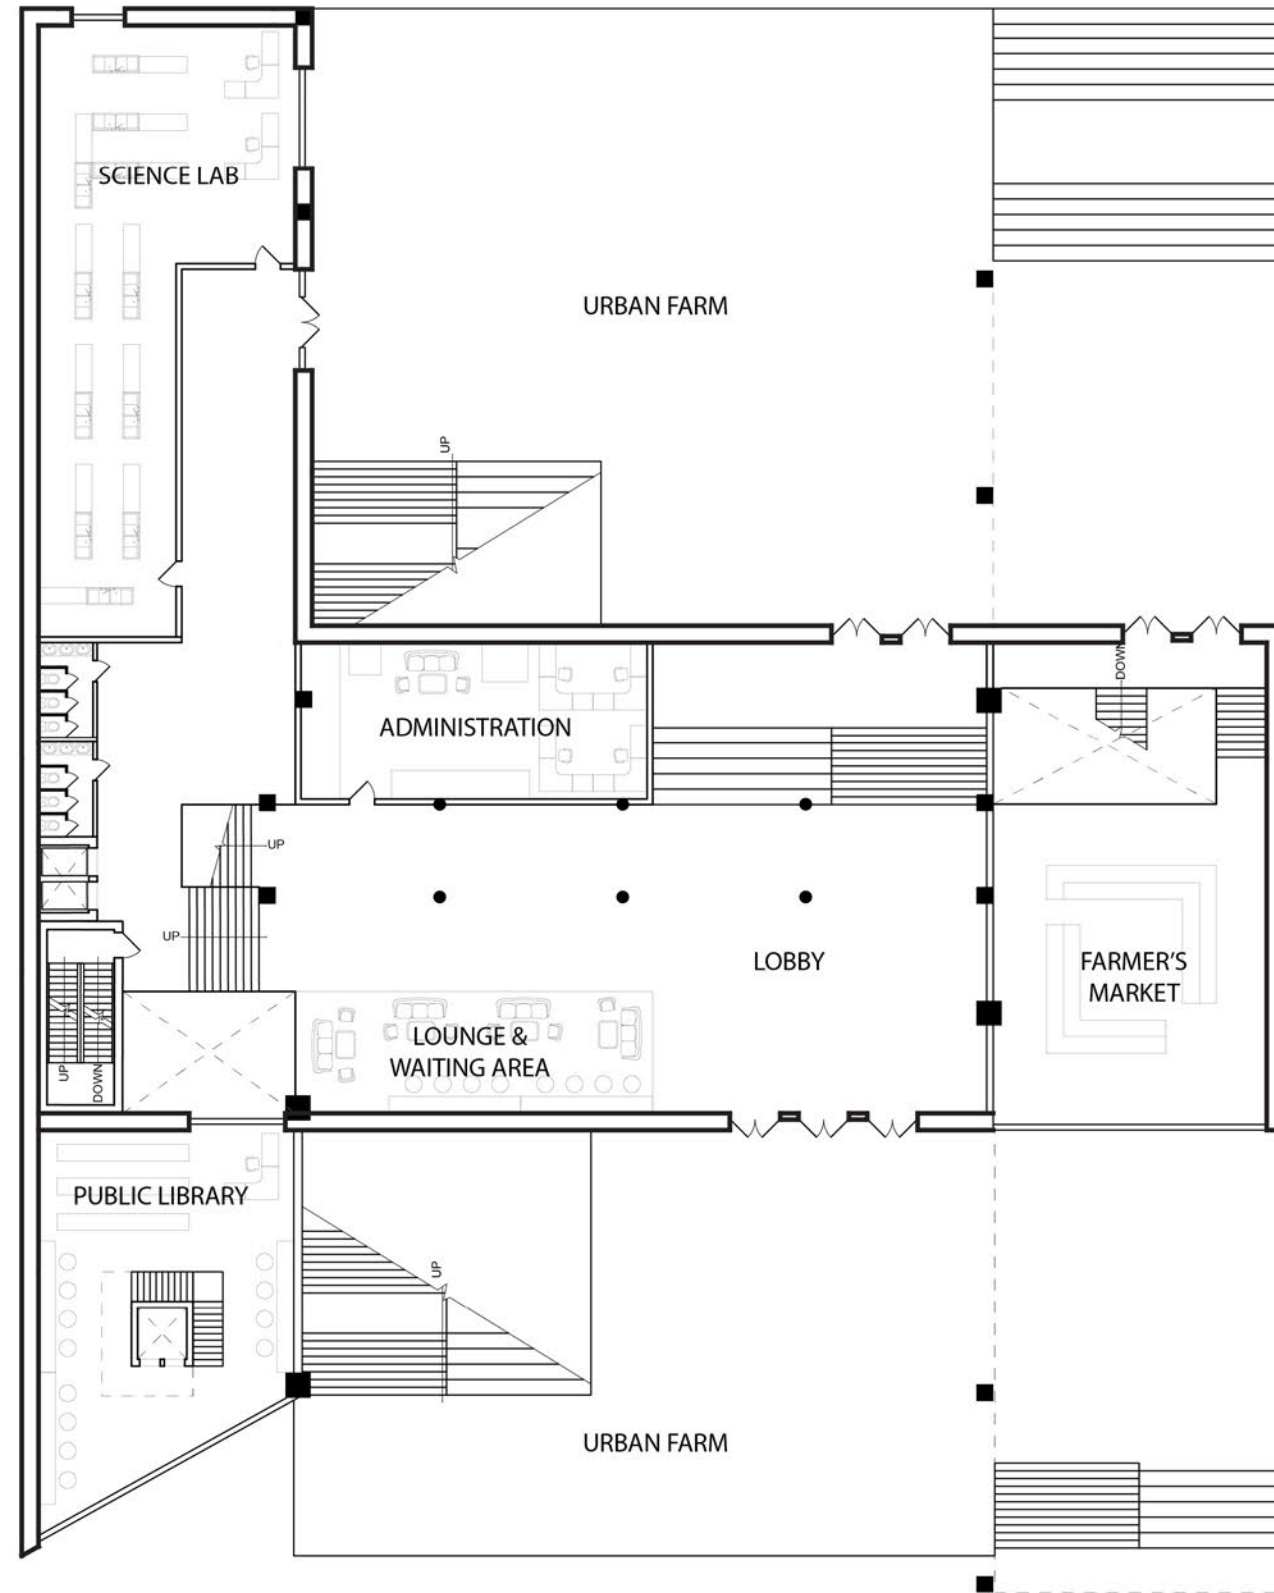 SCIENCE LAB
URBAN FARM
UP
DOWN
ADMINISTRATION
UP
UP
LOBBY
FARMER'S
MARKET
LOUNGE &
WAITING AREA
UP
DOWN
PUBLIC LIBRARY
UP
URBAN FARM